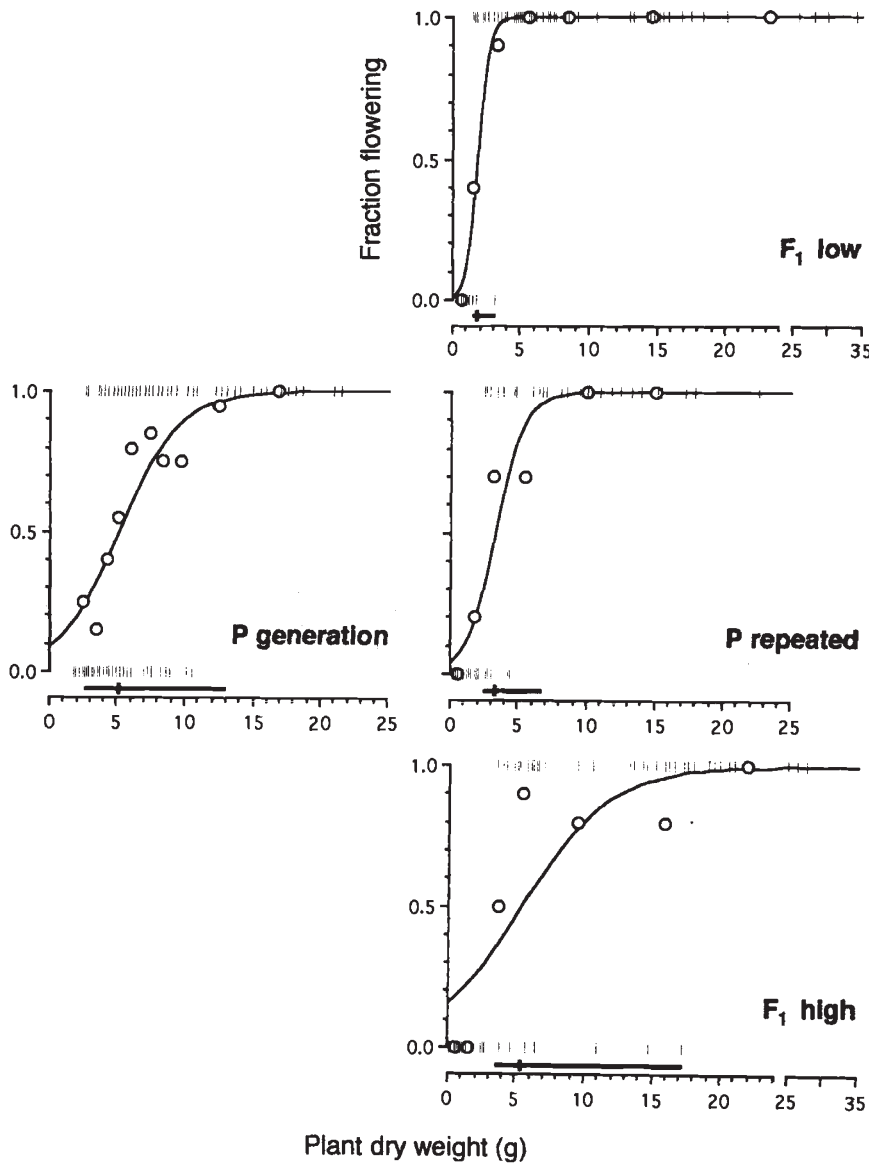 Fraction flowering
1.0
0.5
0.0
F₁ low
0 5 10 15 20 25 35
1.0
0.5
0.0
P generation
0 5 10 15 20 25
P repeated
0 5 10 15 20 25
1.0
0.5
0.0
F₁ high
0 5 10 15 20 25 35
Plant dry weight (g)